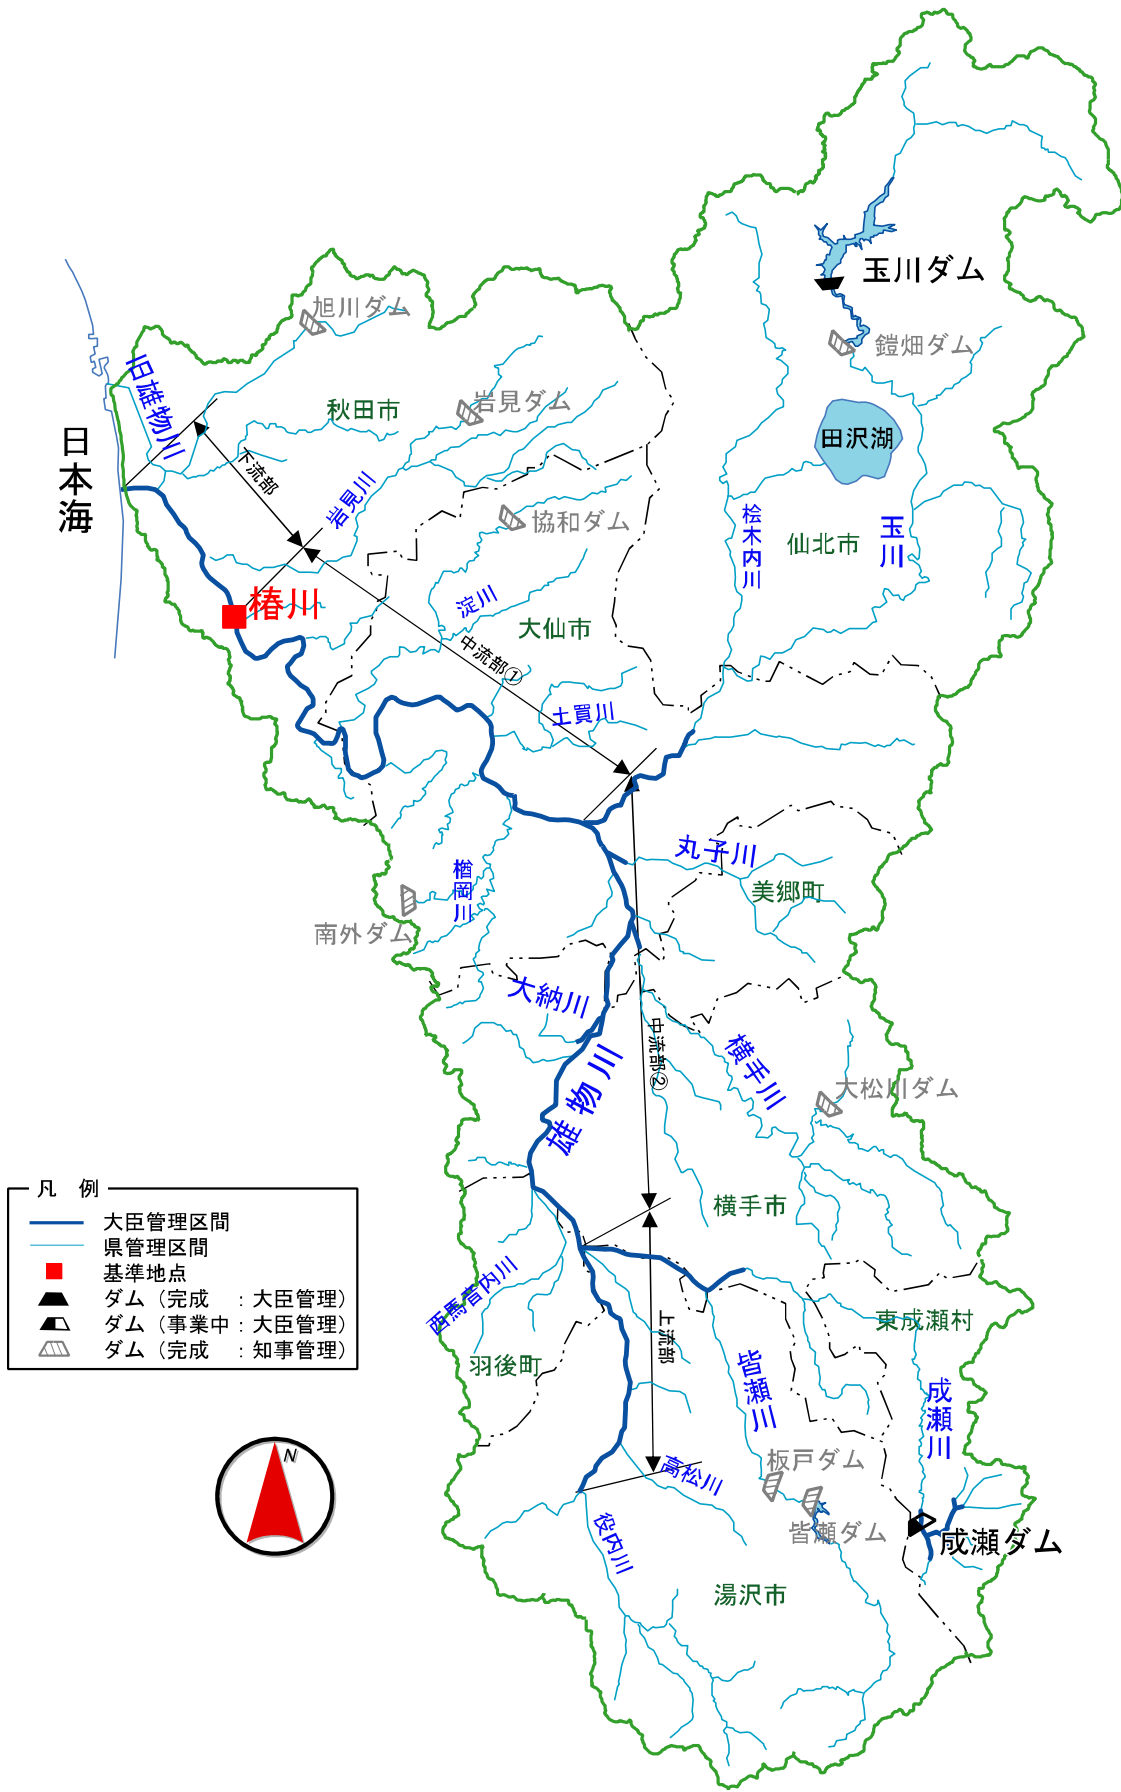 玉川ダム
旭川ダム
鎧畑ダム
旧雄物川
秋田市
岩見ダム
田沢湖
日本海
下流部
岩見川
協和ダム
桧木内川
仙北市
玉川
椿川
淀川
大仙市
中流部①
土買川
丸子川
美郷町
楢岡川
南外ダム
大納川
中流部②
横手川
雄物川
大松川ダム
横手市
凡 例
大臣管理区間
県管理区間
基準地点
ダム（完成 ：大臣管理）
ダム（事業中：大臣管理）
ダム（完成 ：知事管理）
西馬音内川
羽後町
上流部
東成瀬村
皆瀬川
成瀬川
板戸ダム
高松川
皆瀬ダム
役内川
成瀬ダム
湯沢市
N